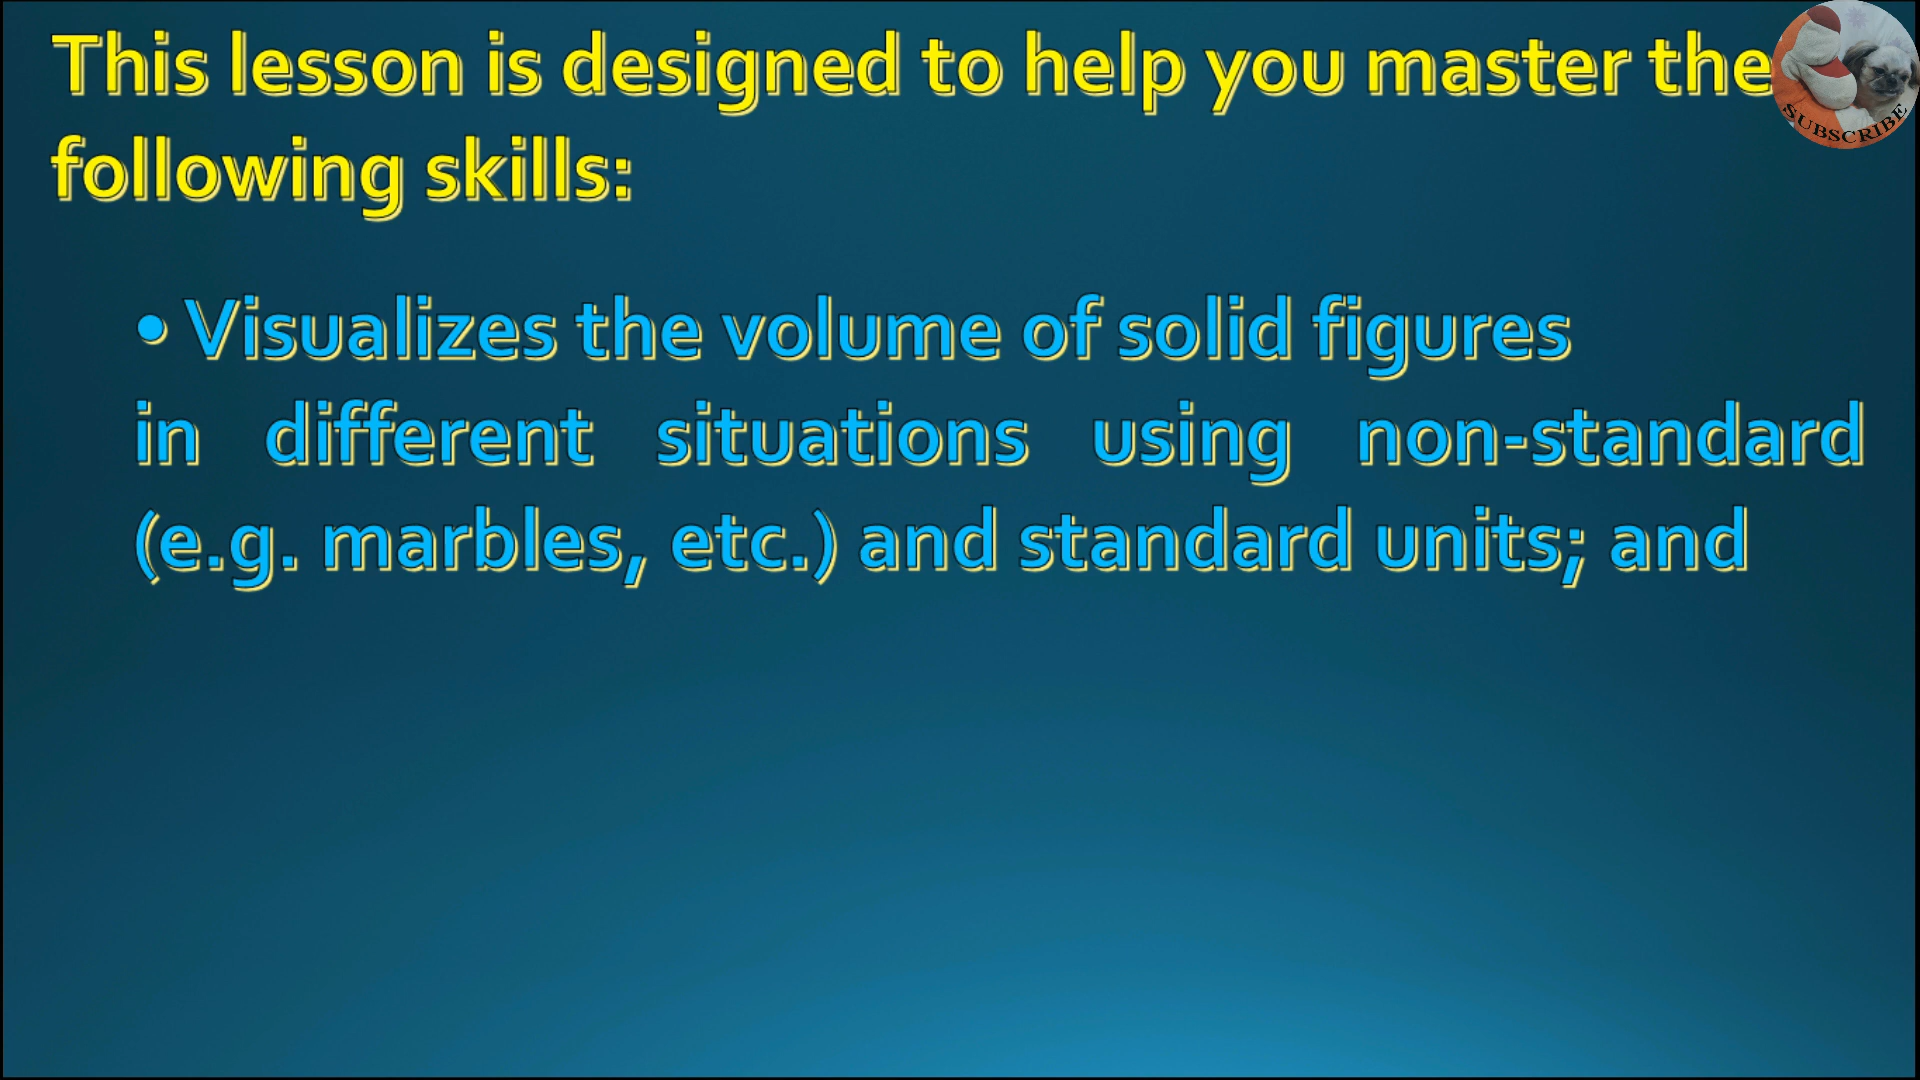 This lesson is designed to help you master the
following skills:
• Visualizes the volume of solid figures
in different situations using non-standard
(e.g. marbles, etc.) and standard units; and
SUBSCRIBE